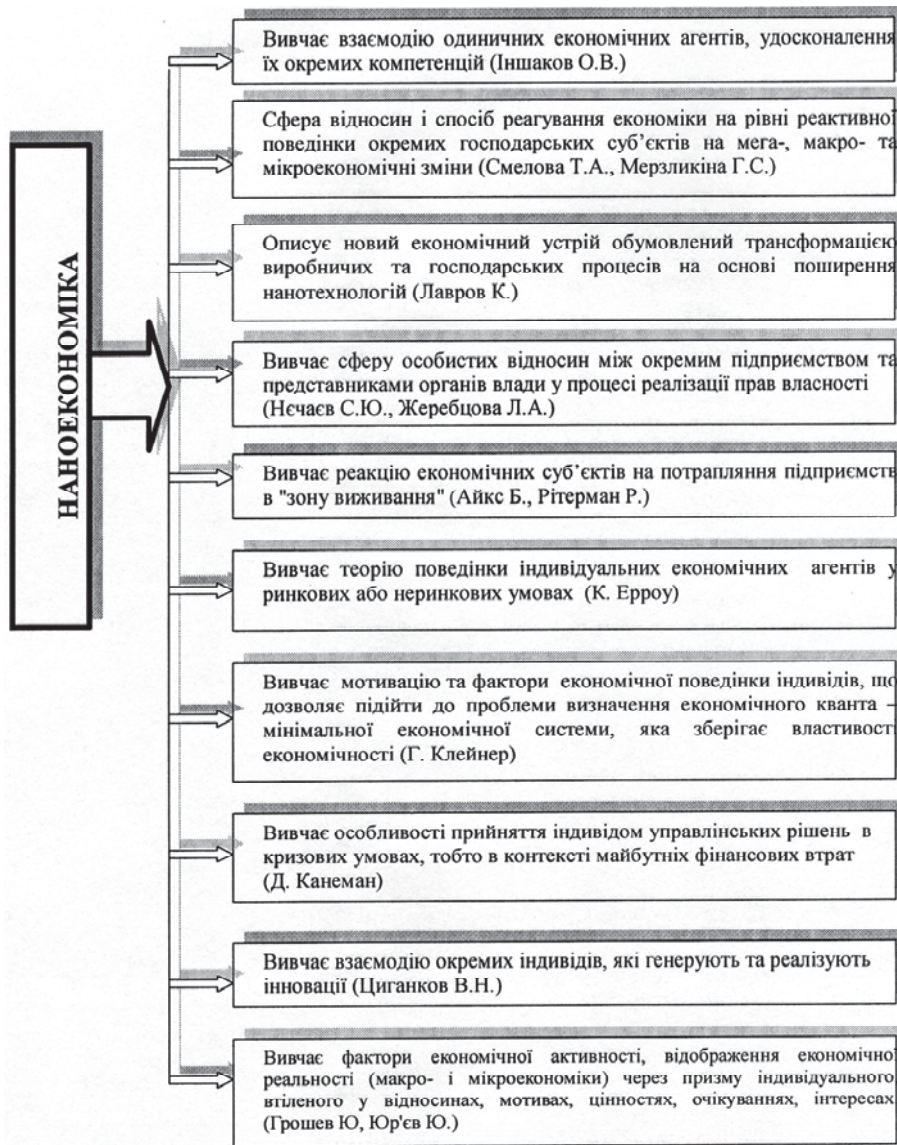 НАНОЕКОНОМІКА
Вивчає взаємодію одиничних економічних агентів, удосконалення
їх окремих компетенцій (Іншаков О.В.)
Сфера відносин і спосіб реагування економіки на рівні реактивної
поведінки окремих господарських суб’єктів на мега-, макро- та
мікроекономічні зміни (Смелова Т.А., Мерзликіна Г.С.)
Описує новий економічний устрій обумовлений трансформацією
виробничих та господарських процесів на основі поширення
нанотехнологій (Лавров К.)
Вивчає сферу особистих відносин між окремим підприємством та
представниками органів влади у процесі реалізації прав власності
(Нєчаєв С.Ю., Жеребцова Л.А.)
Вивчає реакцію економічних суб’єктів на потрапляння підприємств
в "зону виживання" (Айкс Б., Рітерман Р.)
Вивчає теорію поведінки індивідуальних економічних агентів у
ринкових або неринкових умовах (К. Ерроу)
Вивчає мотивацію та фактори економічної поведінки індивідів, що
дозволяє підійти до проблеми визначення економічного кванта –
мінімальної економічної системи, яка зберігає властивості
економічності (Г. Клейнер)
Вивчає особливості прийняття індивідом управлінських рішень в
кризових умовах, тобто в контексті майбутніх фінансових втрат
(Д. Канеман)
Вивчає взаємодію окремих індивідів, які генерують та реалізують
інновації (Циганков В.Н.)
Вивчає фактори економічної активності, відображення економічної
реальності (макро- і мікроекономіки) через призму індивідуального
втіленого у відносинах, мотивах, цінностях, очікуваннях, інтересах
(Грошев Ю, Юр'єв Ю.)